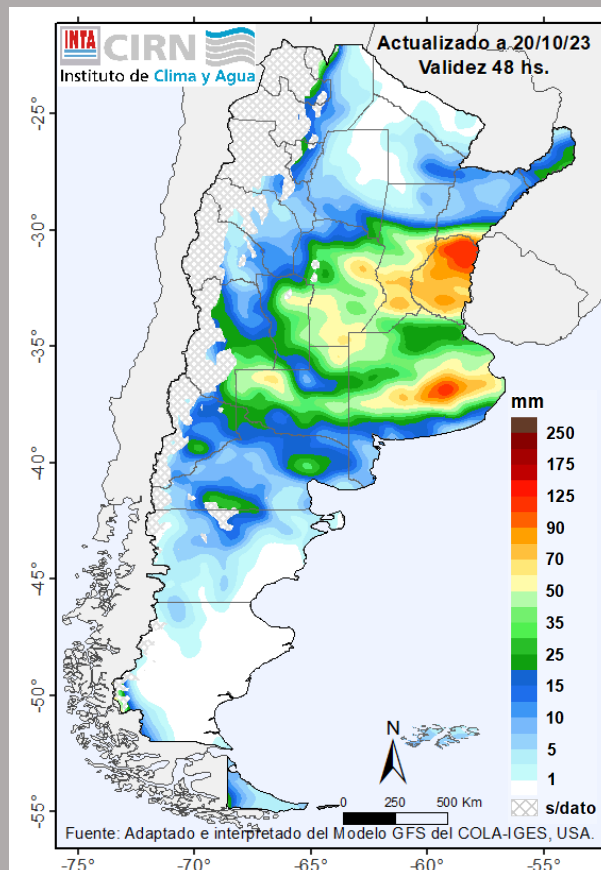 INTA CIRN
Instituto de Clima y Agua
Actualizado a 20/10/23
Validez 48 hs.
-25°
-30°
-35°
-40°
-45°
-50°
-55°
mm
250
175
125
90
70
50
35
25
15
10
5
1
s/dato
N
0 250 500 Km
Fuente: Adaptado e interpretado del Modelo GFS del COLA-IGES, USA.
-75° -70° -65° -60° -55°